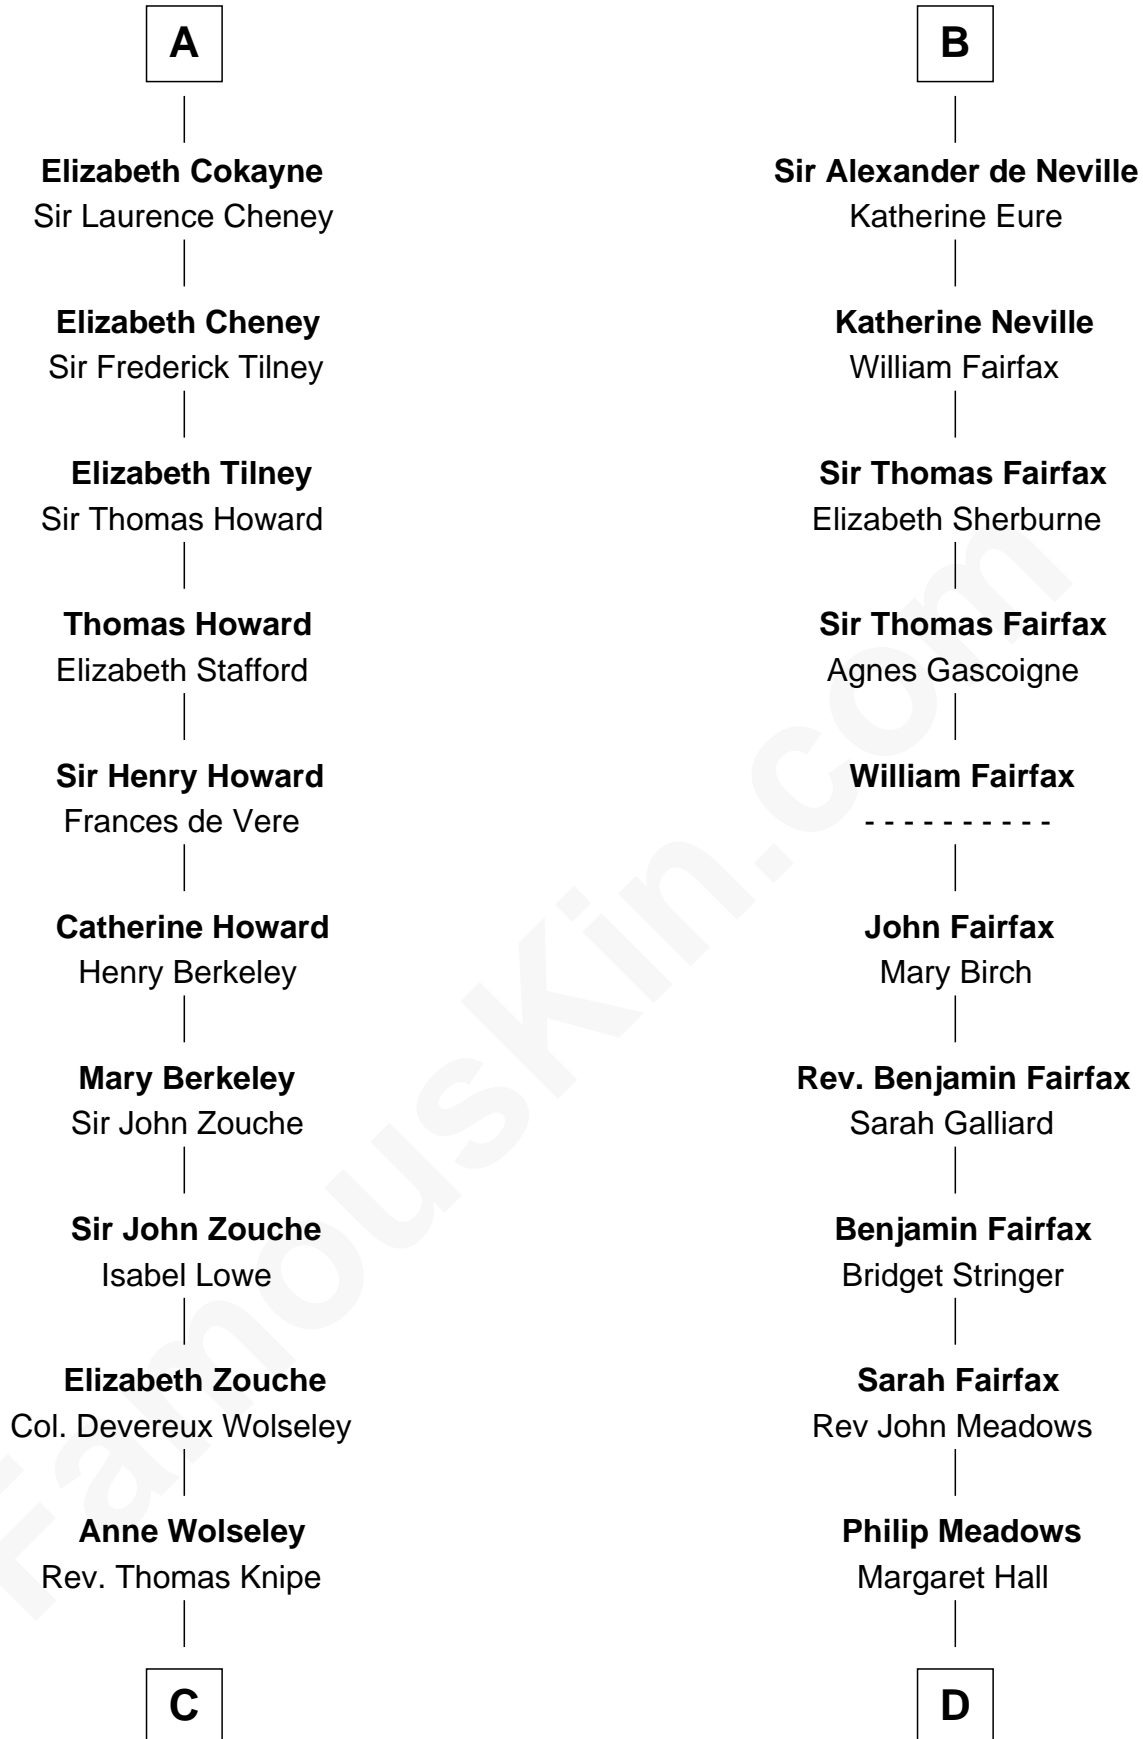 A
Elizabeth Cokayne
Sir Laurence Cheney
Elizabeth Cheney
Sir Frederick Tilney
Elizabeth Tilney
Sir Thomas Howard
Thomas Howard
Elizabeth Stafford
Sir Henry Howard
Frances de Vere
Catherine Howard
Henry Berkeley
Mary Berkeley
Sir John Zouche
Sir John Zouche
Isabel Lowe
Elizabeth Zouche
Col. Devereux Wolseley
Anne Wolseley
Rev. Thomas Knipe
C
B
Sir Alexander de Neville
Katherine Eure
Katherine Neville
William Fairfax
Sir Thomas Fairfax
Elizabeth Sherburne
Sir Thomas Fairfax
Agnes Gascoigne
William Fairfax
- - - - - - - - - -
John Fairfax
Mary Birch
Rev. Benjamin Fairfax
Sarah Galliard
Benjamin Fairfax
Bridget Stringer
Sarah Fairfax
Rev John Meadows
Philip Meadows
Margaret Hall
D
FamousKin.com